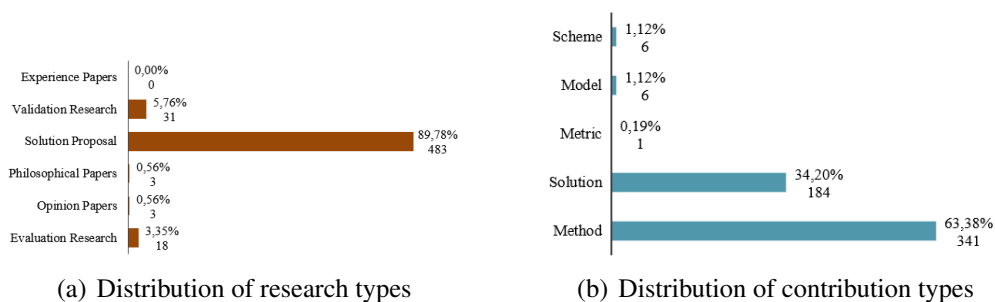 Experience Papers
0,00%
0
Validation Research
5,76%
31
Solution Proposal
89,78%
483
Philosophical Papers
0,56%
3
Opinion Papers
0,56%
3
Evaluation Research
3,35%
18
(a) Distribution of research types
Scheme
1,12%
6
Model
1,12%
6
Metric
0,19%
1
Solution
34,20%
184
Method
63,38%
341
(b) Distribution of contribution types